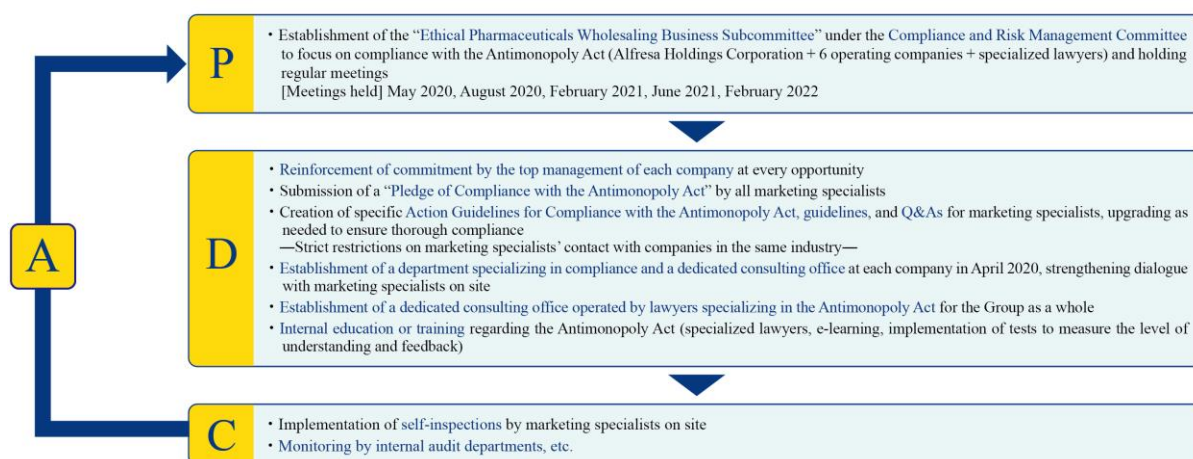 P
• Establishment of the “Ethical Pharmaceuticals Wholesaling Business Subcommittee” under the Compliance and Risk Management Committee
to focus on compliance with the Antimonopoly Act (Alfresa Holdings Corporation + 6 operating companies + specialized lawyers) and holding
regular meetings
[Meetings held] May 2020, August 2020, February 2021, June 2021, February 2022
A
D
• Reinforcement of commitment by the top management of each company at every opportunity
• Submission of a “Pledge of Compliance with the Antimonopoly Act” by all marketing specialists
• Creation of specific Action Guidelines for Compliance with the Antimonopoly Act, guidelines, and Q&As for marketing specialists, upgrading as
needed to ensure thorough compliance
—Strict restrictions on marketing specialists’ contact with companies in the same industry—
• Establishment of a department specializing in compliance and a dedicated consulting office at each company in April 2020, strengthening dialogue
with marketing specialists on site
• Establishment of a dedicated consulting office operated by lawyers specializing in the Antimonopoly Act for the Group as a whole
• Internal education or training regarding the Antimonopoly Act (specialized lawyers, e-learning, implementation of tests to measure the level of
understanding and feedback)
C
• Implementation of self-inspections by marketing specialists on site
• Monitoring by internal audit departments, etc.